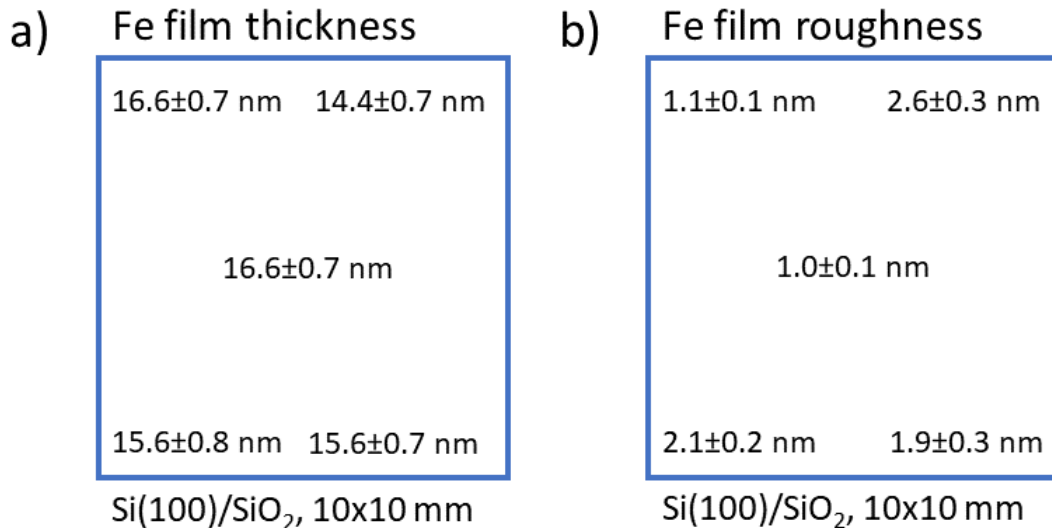 a) Fe film thickness
16.6±0.7 nm 14.4±0.7 nm
16.6±0.7 nm
15.6±0.8 nm 15.6±0.7 nm
Si(100)/SiO₂, 10x10 mm
b) Fe film roughness
1.1±0.1 nm 2.6±0.3 nm
1.0±0.1 nm
2.1±0.2 nm 1.9±0.3 nm
Si(100)/SiO₂, 10x10 mm